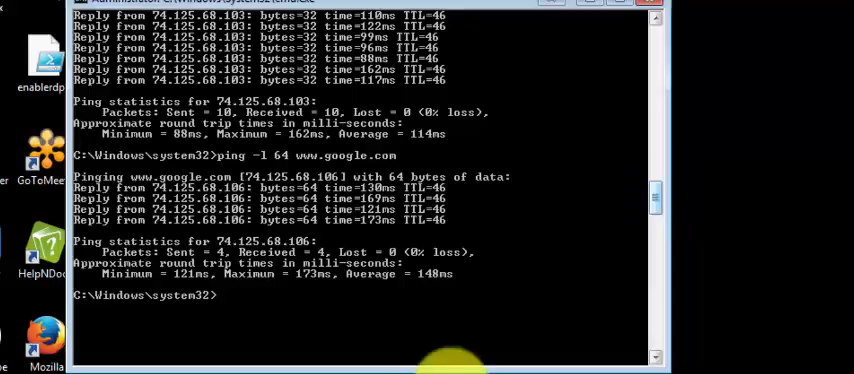 Administrator: C:\Windows\System32\cmd.exe
Reply from 74.125.68.103: bytes=32 time=110ms TTL=46
Reply from 74.125.68.103: bytes=32 time=122ms TTL=46
Reply from 74.125.68.103: bytes=32 time=99ms TTL=46
Reply from 74.125.68.103: bytes=32 time=96ms TTL=46
Reply from 74.125.68.103: bytes=32 time=88ms TTL=46
Reply from 74.125.68.103: bytes=32 time=162ms TTL=46
Reply from 74.125.68.103: bytes=32 time=117ms TTL=46
Ping statistics for 74.125.68.103:
Packets: Sent = 10, Received = 10, Lost = 0 (0% loss),
Approximate round trip times in milli-seconds:
Minimum = 88ms, Maximum = 162ms, Average = 114ms
C:\Windows\system32>ping -l 64 www.google.com
Pinging www.google.com [74.125.68.106] with 64 bytes of data:
Reply from 74.125.68.106: bytes=64 time=130ms TTL=46
Reply from 74.125.68.106: bytes=64 time=169ms TTL=46
Reply from 74.125.68.106: bytes=64 time=121ms TTL=46
Reply from 74.125.68.106: bytes=64 time=173ms TTL=46
Ping statistics for 74.125.68.106:
Packets: Sent = 4, Received = 4, Lost = 0 (0% loss),
Approximate round trip times in milli-seconds:
Minimum = 121ms, Maximum = 173ms, Average = 148ms
C:\Windows\system32>
enablerdp
GoToMee
HelpNDoc
Mozilla